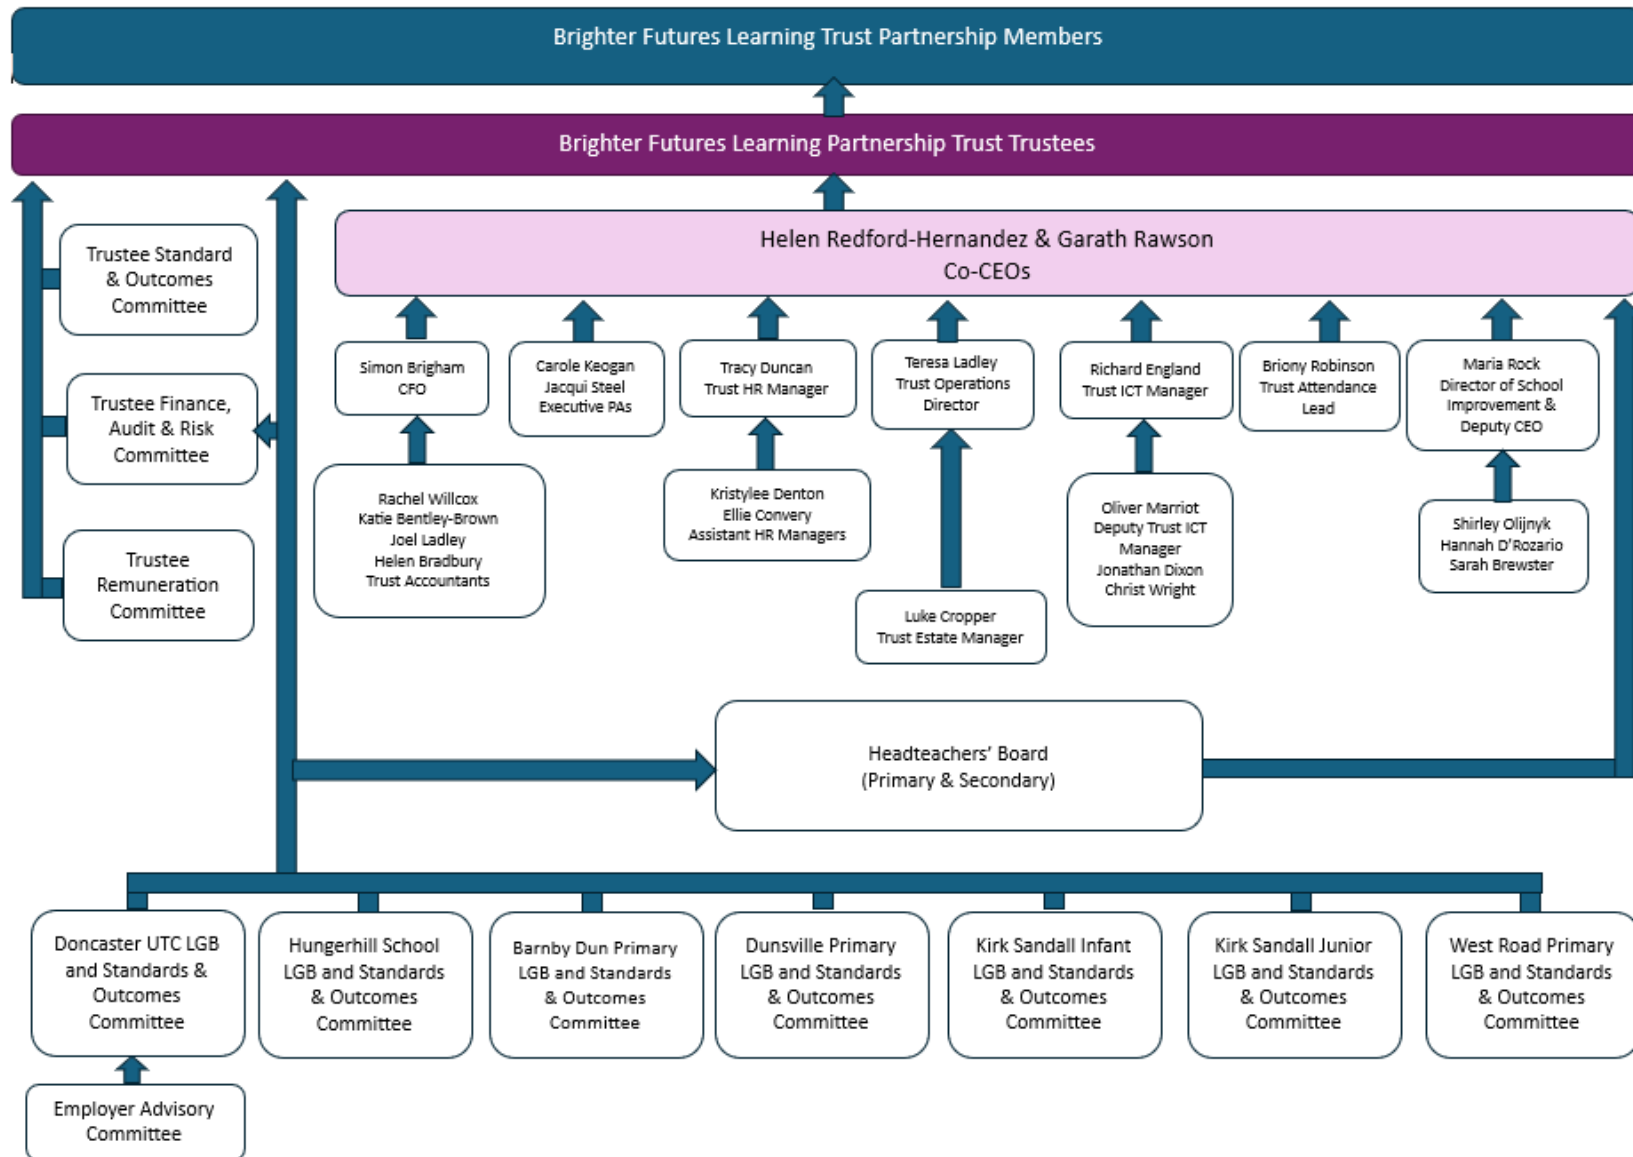 Brighter Futures Learning Trust Partnership Members
Brighter Futures Learning Partnership Trust Trustees
Helen Redford-Hernandez & Garath Rawson
Co-CEOs
Trustee Standard
& Outcomes
Committee
Trustee Finance,
Audit & Risk
Committee
Trustee
Remuneration
Committee
Simon Brigham
CFO
Carole Keogan
Jacqui Steel
Executive PAs
Tracy Duncan
Trust HR Manager
Teresa Ladley
Trust Operations
Director
Richard England
Trust ICT Manager
Briony Robinson
Trust Attendance
Lead
Maria Rock
Director of School
Improvement &
Deputy CEO
Rachel Willcox
Katie Bentley-Brown
Joel Ladley
Helen Bradbury
Trust Accountants
Kristylee Denton
Ellie Convery
Assistant HR Managers
Luke Cropper
Trust Estate Manager
Oliver Marriot
Deputy Trust ICT
Manager
Jonathan Dixon
Christ Wright
Shirley Olijnyk
Hannah D'Rozario
Sarah Brewster
Headteachers' Board
(Primary & Secondary)
Doncaster UTC LGB
and Standards &
Outcomes
Committee
Hungerhill School
LGB and Standards
& Outcomes
Committee
Barnby Dun Primary
LGB and Standards
& Outcomes
Committee
Dunsville Primary
LGB and Standards
& Outcomes
Committee
Kirk Sandall Infant
LGB and Standards
& Outcomes
Committee
Kirk Sandall Junior
LGB and Standards
& Outcomes
Committee
West Road Primary
LGB and Standards
& Outcomes
Committee
Employer Advisory
Committee